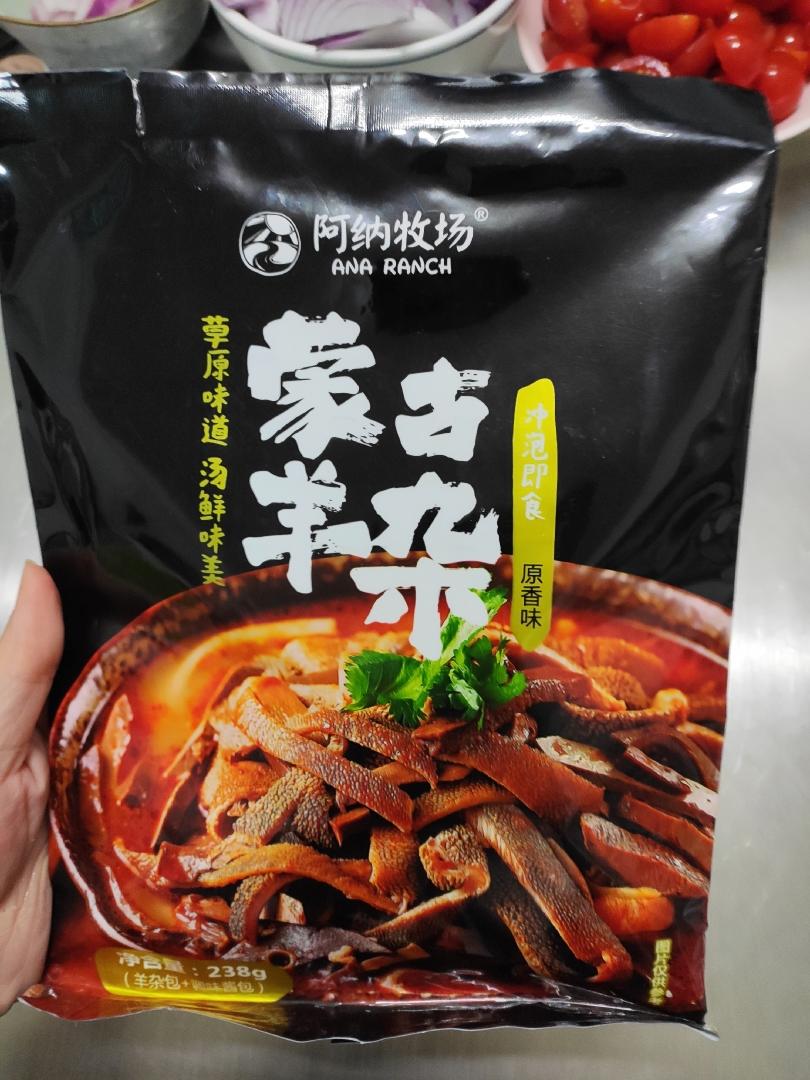 阿纳牧场®
ANA RANCH
蒙古
羊杂
草原味道 汤鲜味美
冲泡即食
原香味
净含量：238g
（羊杂包+调味酱包）
图片仅供参考